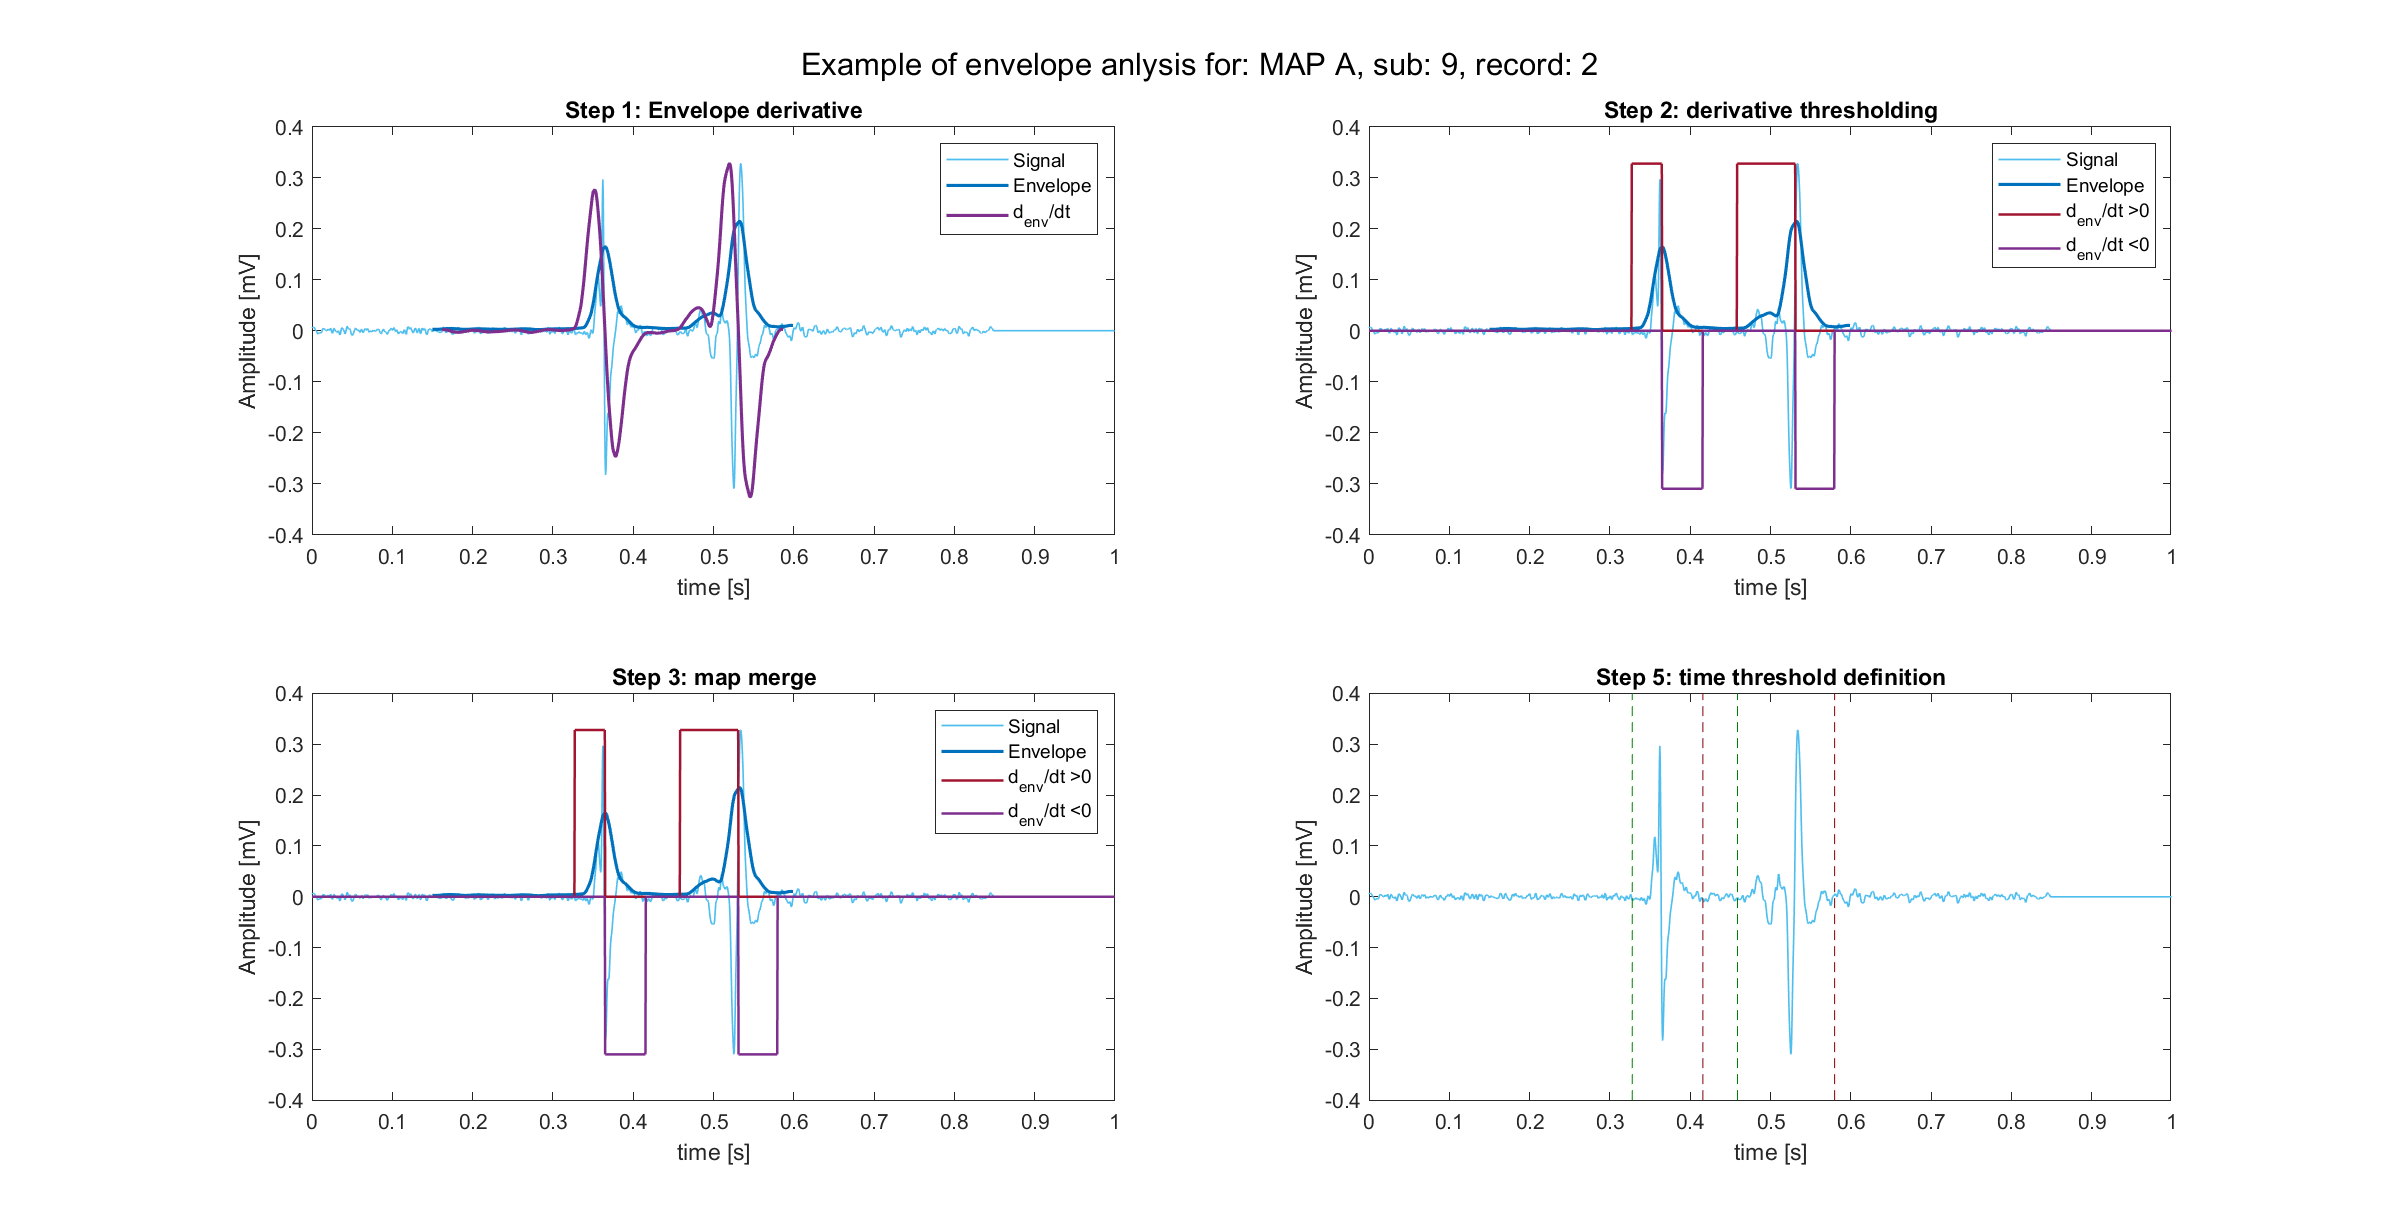 Example of envelope anlysis for: MAP A, sub: 9, record: 2
Step 1: Envelope derivative
0.4
0.3
0.2
0.1
0
-0.1
-0.2
-0.3
-0.4
Amplitude [mV]
0 0.1 0.2 0.3 0.4 0.5 0.6 0.7 0.8 0.9 1
time [s]
Signal
Envelope
d_env/dt
Step 2: derivative thresholding
0.4
0.3
0.2
0.1
0
-0.1
-0.2
-0.3
-0.4
Amplitude [mV]
0 0.1 0.2 0.3 0.4 0.5 0.6 0.7 0.8 0.9 1
time [s]
Signal
Envelope
d_env/dt >0
d_env/dt <0
Step 3: map merge
0.4
0.3
0.2
0.1
0
-0.1
-0.2
-0.3
-0.4
Amplitude [mV]
0 0.1 0.2 0.3 0.4 0.5 0.6 0.7 0.8 0.9 1
time [s]
Signal
Envelope
d_env/dt >0
d_env/dt <0
Step 5: time threshold definition
0.4
0.3
0.2
0.1
0
-0.1
-0.2
-0.3
-0.4
Amplitude [mV]
0 0.1 0.2 0.3 0.4 0.5 0.6 0.7 0.8 0.9 1
time [s]